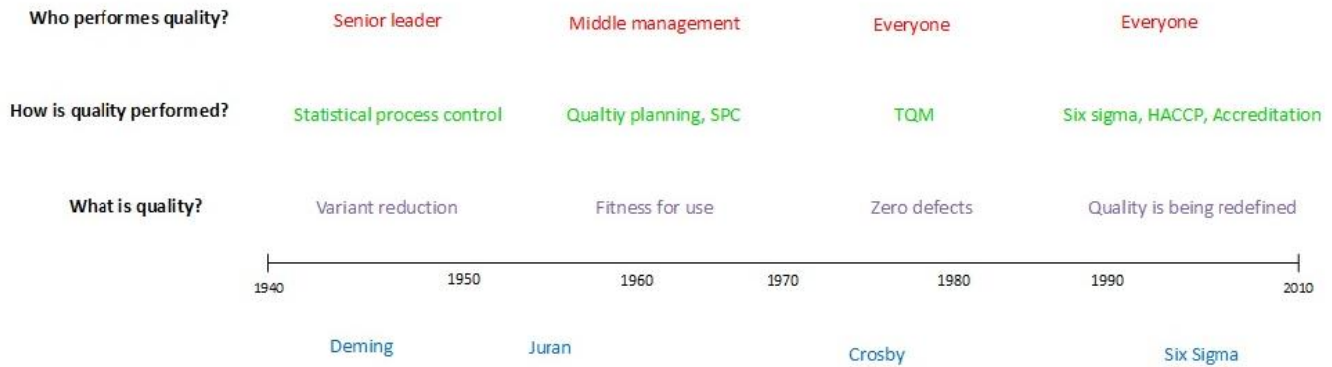 Who performes quality? Senior leader Middle management Everyone Everyone
How is quality performed? Statistical process control Qualtiy planning, SPC TQM Six sigma, HACCP, Accreditation
What is quality? Variant reduction Fitness for use Zero defects Quality is being redefined
1940 1950 1960 1970 1980 1990 2010
Deming Juran Crosby Six Sigma